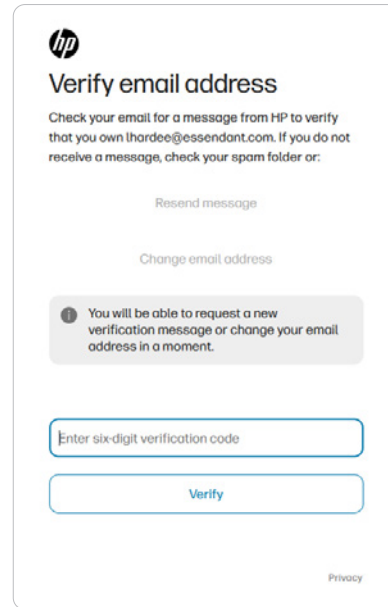 hp
Verify email address
Check your email for a message from HP to verify
that you own lhardee@essendant.com. If you do not
receive a message, check your spam folder or:
Resend message
Change email address
You will be able to request a new
verification message or change your email
address in a moment.
Enter six-digit verification code
Verify
Privacy